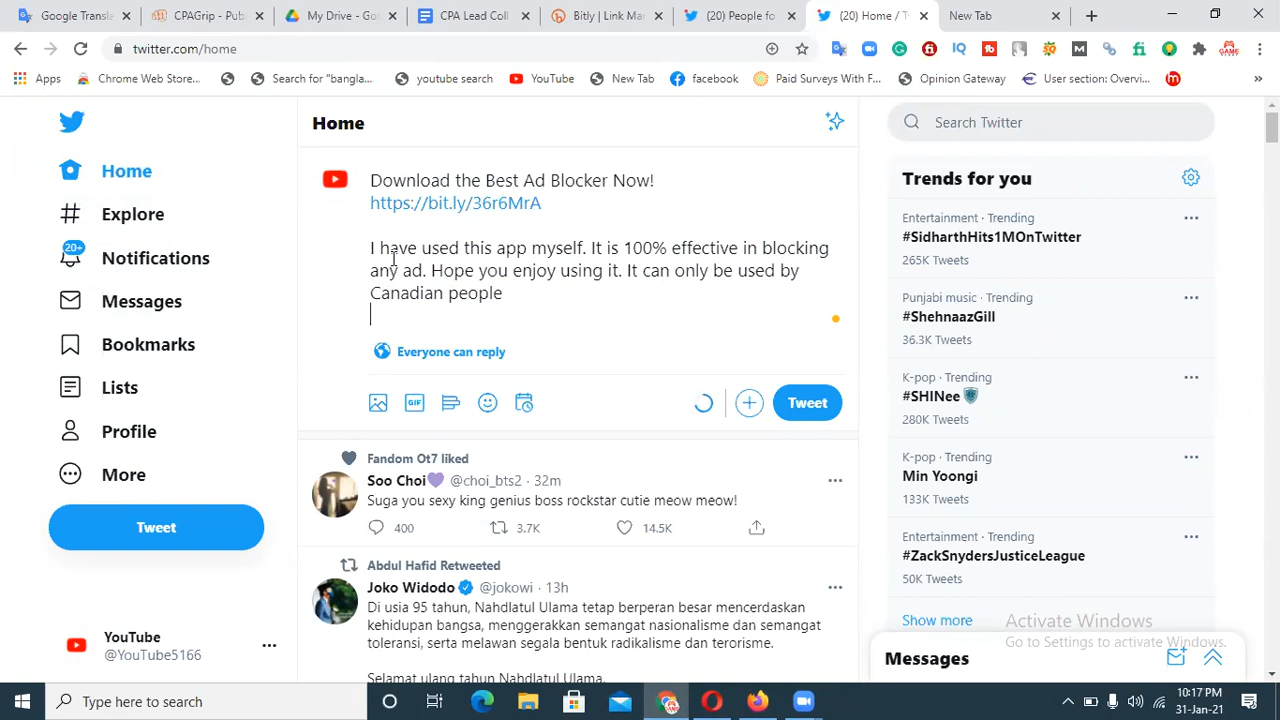 Google Transla
CPAGrip - Pub
My Drive - Goo
CPA Lead Coll
Bitly | Link Ma
(20) People fo
(20) Home / T
New Tab
twitter.com/home
Apps
Chrome Web Store...
Search for "bangla...
youtube search
YouTube
New Tab
facebook
Paid Surveys With F...
Opinion Gateway
User section: Overvi...
Home
Explore
20+
Notifications
Messages
Bookmarks
Lists
Profile
More
Tweet
YouTube
@YouTube5166
Home
Download the Best Ad Blocker Now!
https://bit.ly/36r6MrA
I have used this app myself. It is 100% effective in blocking
any ad. Hope you enjoy using it. It can only be used by
Canadian people
Everyone can reply
GIF
Tweet
Fandom Ot7 liked
Soo Choi💜 @choi_bts2 · 32m
Suga you sexy king genius boss rockstar cutie meow meow!
400 3.7K 14.5K
Abdul Hafid Retweeted
Joko Widodo @jokowi · 13h
Di usia 95 tahun, Nahdlatul Ulama tetap berperan besar mencerdaskan
kehidupan bangsa, menggerakkan semangat nasionalisme dan semangat
toleransi, serta melawan segala bentuk radikalisme dan terorisme.
Selamat ulang tahun Nahdlatul Ulama.
Search Twitter
Trends for you
Entertainment · Trending
#SidharthHits1MOnTwitter
265K Tweets
Punjabi music · Trending
#ShehnaazGill
36.3K Tweets
K-pop · Trending
#SHINee
280K Tweets
K-pop · Trending
Min Yoongi
133K Tweets
Entertainment · Trending
#ZackSnydersJusticeLeague
50K Tweets
Show more
Activate Windows
Go to Settings to activate Windows.
Messages
Type here to search
10:17 PM
31-Jan-21